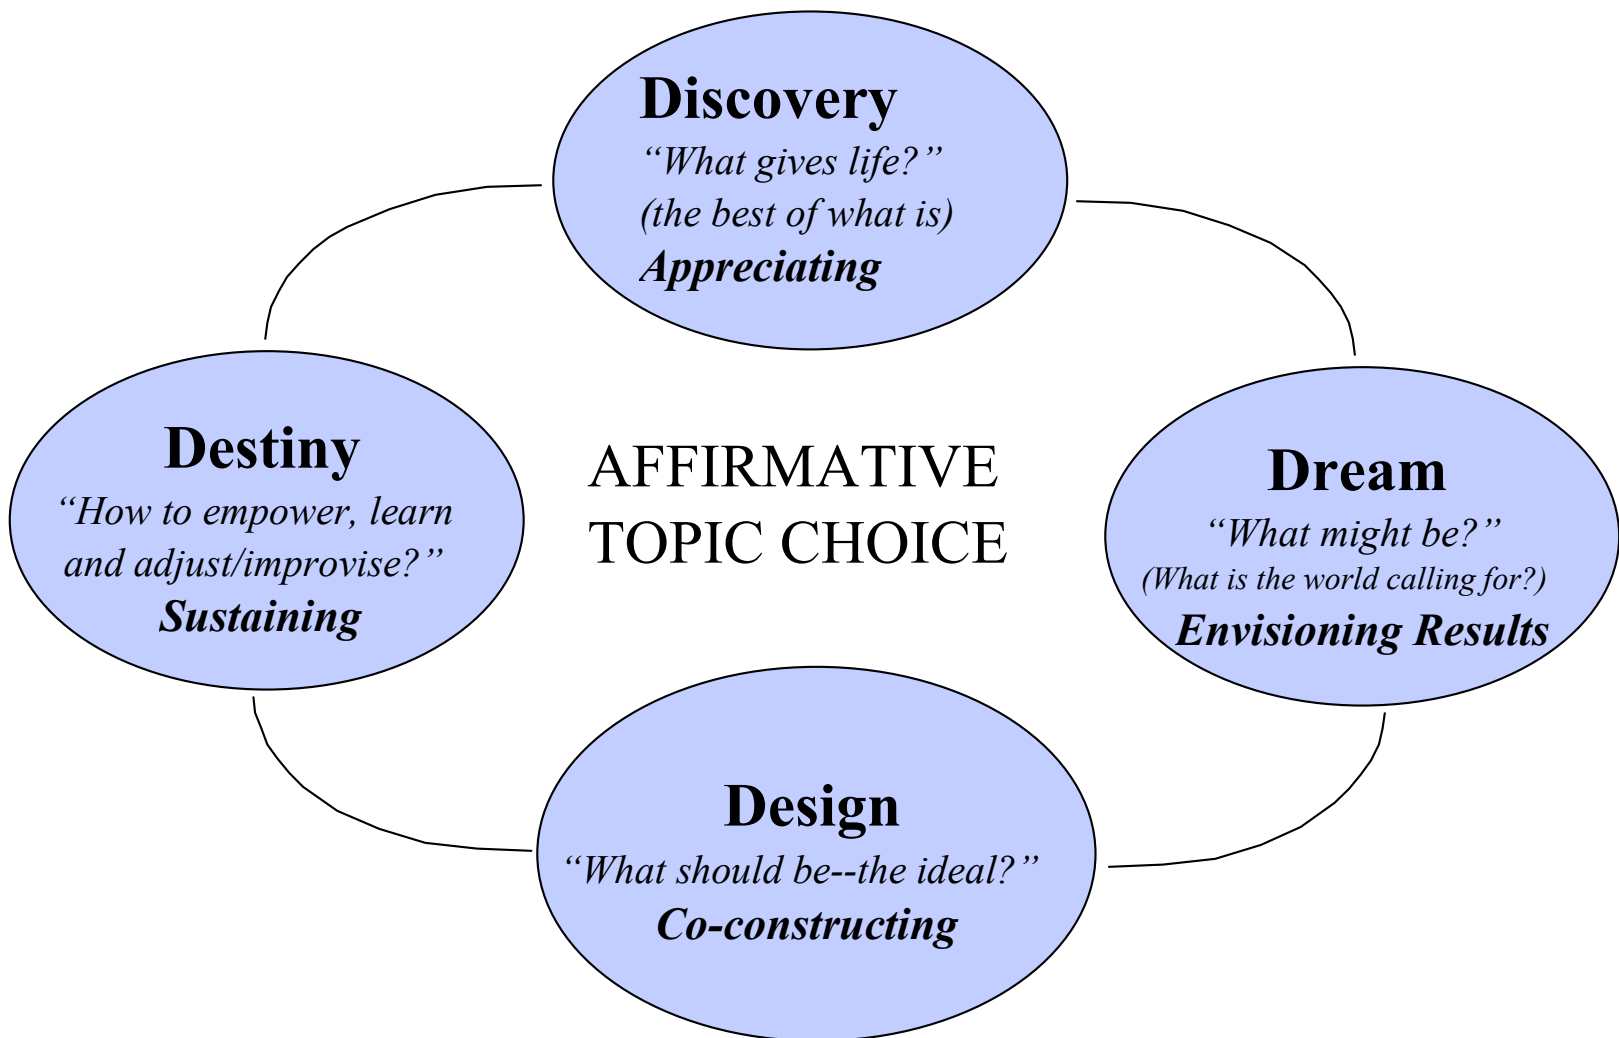 Discovery
“What gives life?”
(the best of what is)
Appreciating
Destiny
“How to empower, learn
and adjust/improvise?”
Sustaining
AFFIRMATIVE
TOPIC CHOICE
Dream
“What might be?”
(What is the world calling for?)
Envisioning Results
Design
“What should be--the ideal?”
Co-constructing